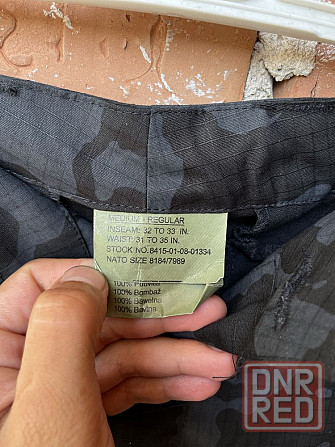 MEDIUM - REGULAR
INSEAM: 32 TO 33 IN.
WAIST: 31 TO 35 IN.
STOCK NO.8415-01-08-01334
NATO SIZE 8184/7989
100%
100% Bombaž
100% Bawełna
100% Bavlna
DNR
RED